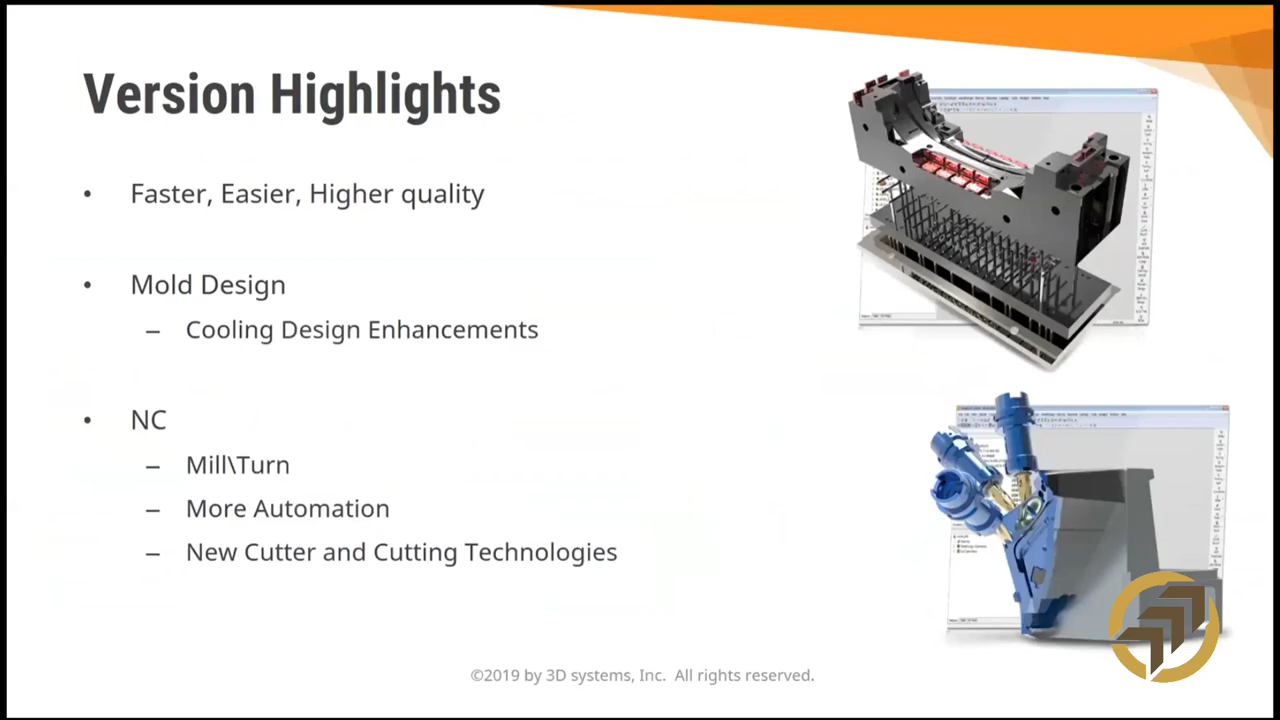 Version Highlights
• Faster, Easier, Higher quality
• Mold Design
– Cooling Design Enhancements
• NC
– Mill\Turn
– More Automation
– New Cutter and Cutting Technologies
©2019 by 3D systems, Inc. All rights reserved.